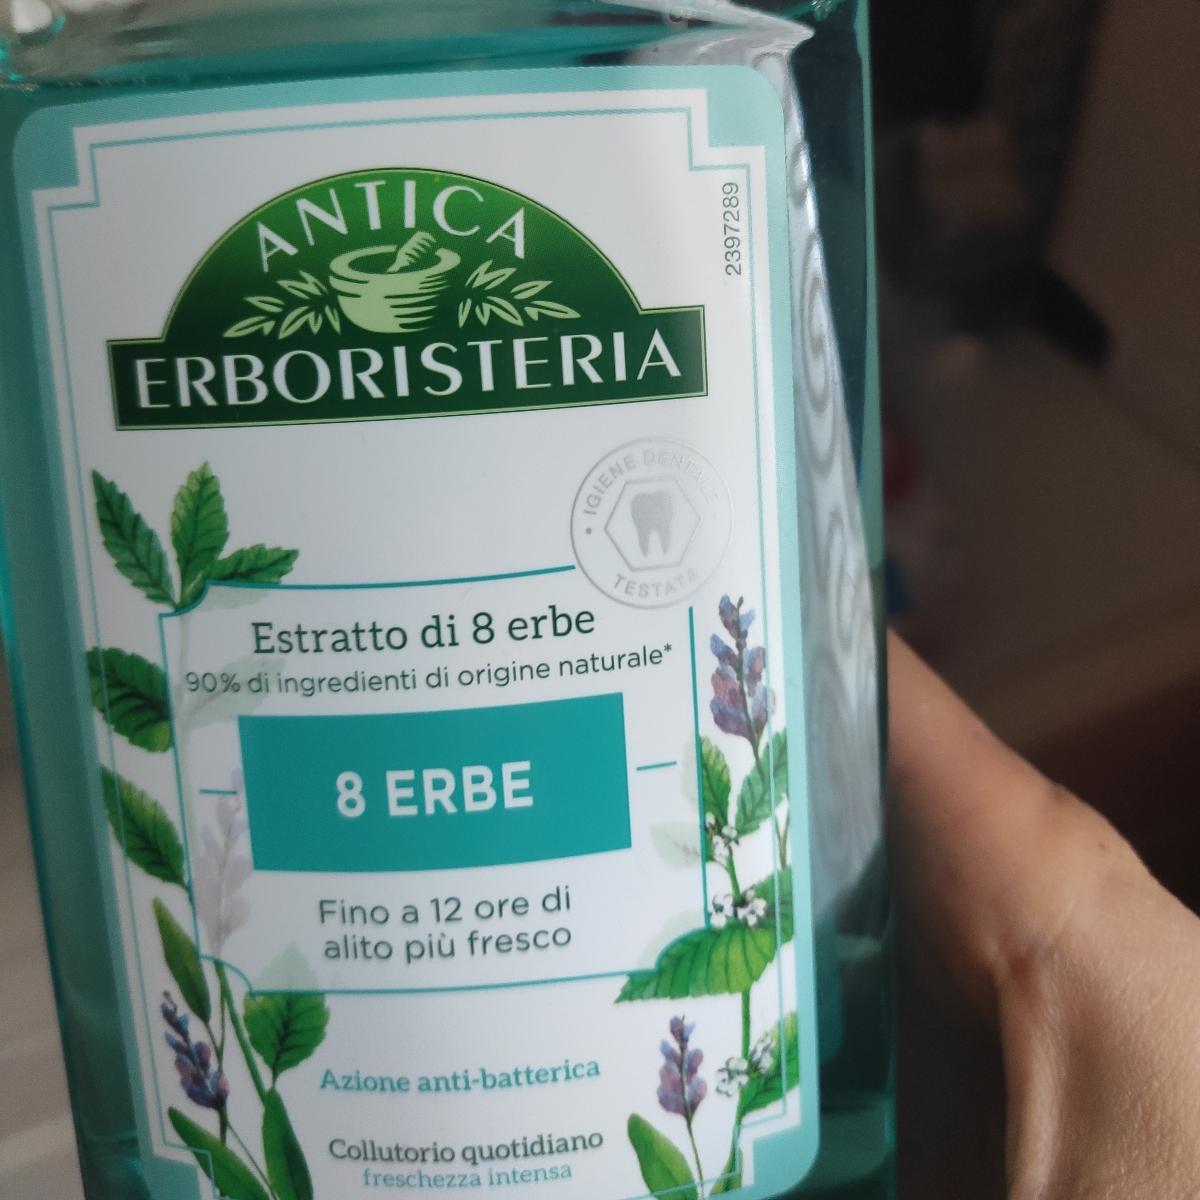 ANTICA
ERBORISTERIA
2397289
IGIENE DENTALE
TESTATA
Estratto di 8 erbe
90% di ingredienti di origine naturale*
8 ERBE
Fino a 12 ore di
alito più fresco
Azione anti-batterica
Collutorio quotidiano
freschezza intensa